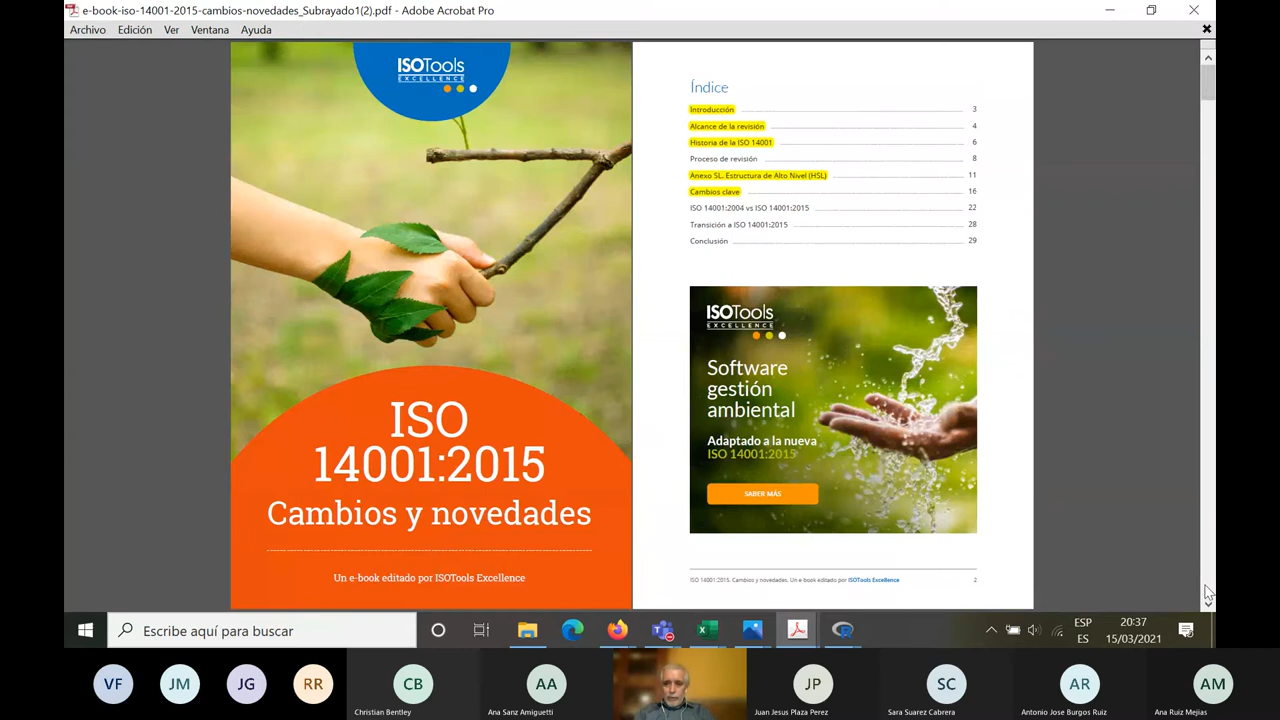 e-book-iso-14001-2015-cambios-novedades_Subrayado1(2).pdf - Adobe Acrobat Pro
Archivo Edición Ver Ventana Ayuda
ISOTools
EXCELLENCE
ISO
14001:2015
Cambios y novedades
Un e-book editado por ISOTools Excellence
Índice
Introducción 3
Alcance de la revisión 4
Historia de la ISO 14001 6
Proceso de revisión 8
Anexo SL. Estructura de Alto Nivel (HSL) 11
Cambios clave 16
ISO 14001:2004 vs ISO 14001:2015 22
Transición a ISO 14001:2015 28
Conclusión 29
ISOTools
EXCELLENCE
Software
gestión
ambiental
Adaptado a la nueva
ISO 14001:2015
SABER MÁS
ISO 14001:2015. Cambios y novedades. Un e-book editado por ISOTools Excellence 2
Escribe aquí para buscar
ESP
ES
20:37
15/03/2021
VF JM JG RR CB AA JP SC AR AM
Christian Bentley Ana Sanz Amiguetti Juan Jesus Plaza Perez Sara Suarez Cabrera Antonio Jose Burgos Ruiz Ana Ruiz Mejias